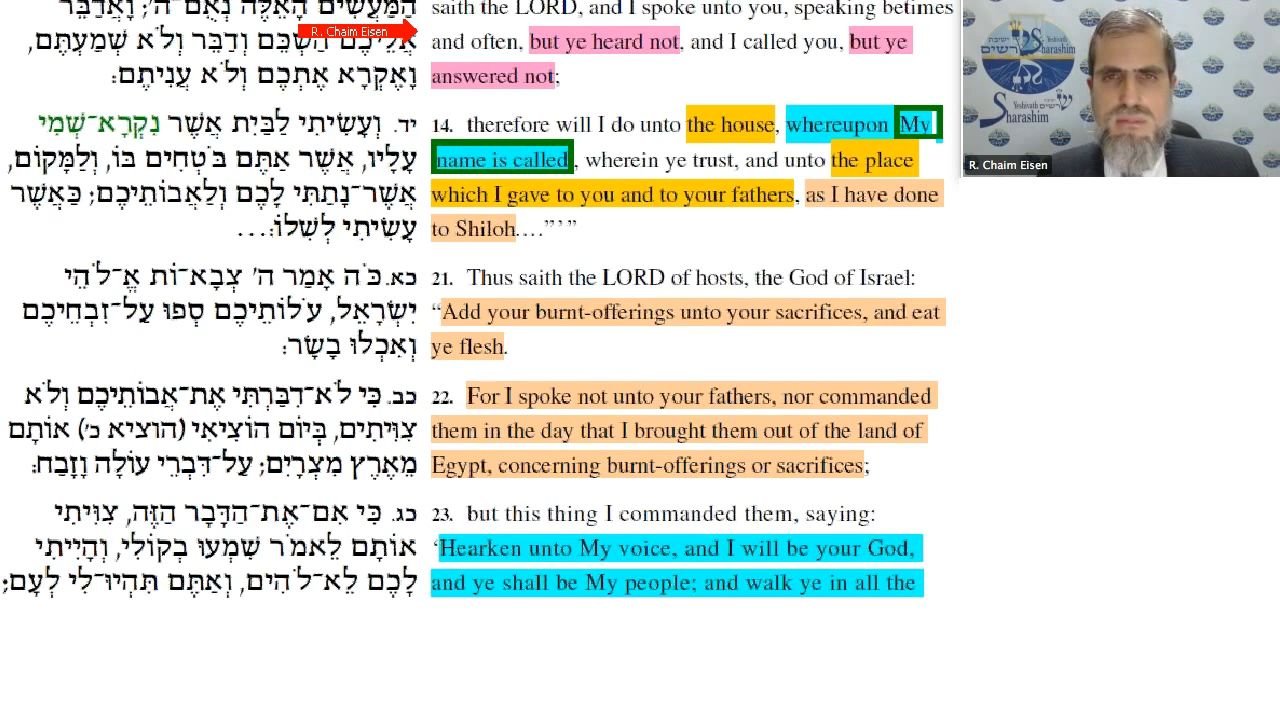 הַמַּעֲשִׂים הָאֵלֶּה נְאֻם־ה׳; וָאֲדַבֵּר
R. Chaim Eisen
אֲלֵיכֶם הַשְׁכֵּם וְדַבֵּר וְלֹא שְׁמַעְתֶּם,
וָאֶקְרָא אֶתְכֶם וְלֹא עֲנִיתֶם:
יד. וְעָשִׂיתִי לַבַּיִת אֲשֶׁר נִקְרָא־שְׁמִי
עָלָיו, אֲשֶׁר אַתֶּם בֹּטְחִים בּוֹ, וְלַמָּקוֹם,
אֲשֶׁר־נָתַתִּי לָכֶם וְלַאֲבוֹתֵיכֶם; כַּאֲשֶׁר
עָשִׂיתִי לְשִׁלוֹ:...
כא. כֹּה אָמַר ה׳ צְבָא־וֹת אֱ־לֹהֵי
יִשְׂרָאֵל, עֹלוֹתֵיכֶם סְפוּ עַל־זִבְחֵיכֶם
וְאִכְלוּ בָשָׂר:
כב. כִּי לֹא־דִבַּרְתִּי אֶת־אֲבוֹתֵיכֶם וְלֹא
צִוִּיתִים, בְּיוֹם הוֹצִיאִי (הוציא כ׳) אוֹתָם
מֵאֶרֶץ מִצְרָיִם; עַל־דִּבְרֵי עוֹלָה וָזָבַח:
כג. כִּי אִם־אֶת־הַדָּבָר הַזֶּה, צִוִּיתִי
אוֹתָם לֵאמֹר שִׁמְעוּ בְקוֹלִי, וְהָיִיתִי
לָכֶם לֵא־לֹהִים, וְאַתֶּם תִּהְיוּ־לִי לְעָם;
saith the LORD, and I spoke unto you, speaking betimes
and often, but ye heard not, and I called you, but ye
answered not;
14. therefore will I do unto the house, whereupon My
name is called, wherein ye trust, and unto the place
which I gave to you and to your fathers, as I have done
to Shiloh....”’”
21. Thus saith the LORD of hosts, the God of Israel:
“Add your burnt-offerings unto your sacrifices, and eat
ye flesh.
22. For I spoke not unto your fathers, nor commanded
them in the day that I brought them out of the land of
Egypt, concerning burnt-offerings or sacrifices;
23. but this thing I commanded them, saying:
‘Hearken unto My voice, and I will be your God,
and ye shall be My people; and walk ye in all the
Yeshivath
Sharashim
ישיבת
שרשים
Yeshivath
Sharashim
R. Chaim Eisen